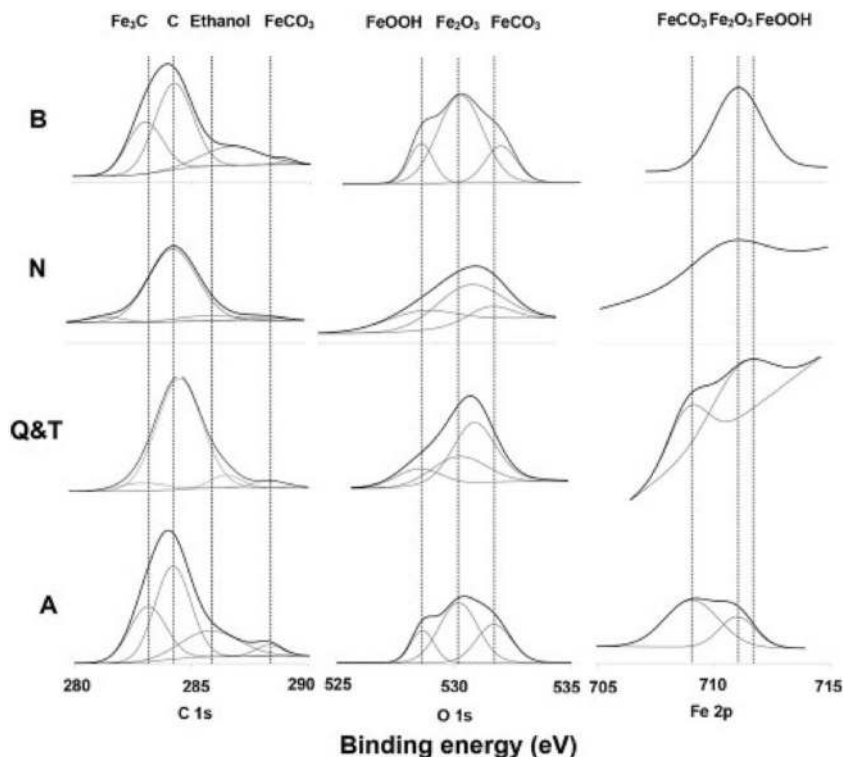 Fe₃C C Ethanol FeCO₃ FeOOH Fe₂O₃ FeCO₃ FeCO₃ Fe₂O₃ FeOOH
B
N
Q&T
A
280 285 290 525 530 535 705 710 715
C 1s O 1s Fe 2p
Binding energy (eV)